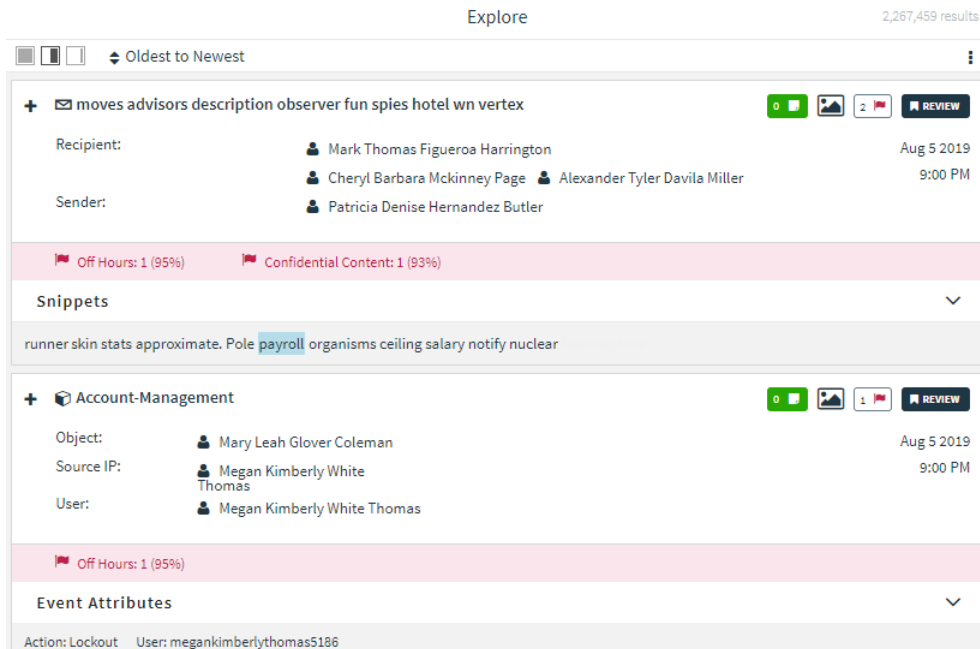 Explore
2,267,459 results
Oldest to Newest
moves advisors description observer fun spies hotel wn vertex
0
2
REVIEW
Recipient:
Mark Thomas Figueroa Harrington
Aug 5 2019
Cheryl Barbara Mckinney Page Alexander Tyler Davila Miller
9:00 PM
Sender:
Patricia Denise Hernandez Butler
Off Hours: 1 (95%) Confidential Content: 1 (93%)
Snippets
runner skin stats approximate. Pole payroll organisms ceiling salary notify nuclear
Account-Management
0
1
REVIEW
Object:
Mary Leah Glover Coleman
Aug 5 2019
Source IP:
Megan Kimberly White
Thomas
9:00 PM
User:
Megan Kimberly White Thomas
Off Hours: 1 (95%)
Event Attributes
Action: Lockout User: megankimberlythomas5186